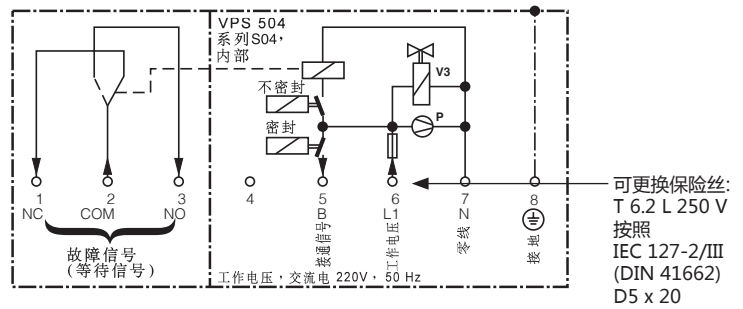 VPS 504
系列S04，
内部
V3
不密封
密封
P
1
2
3
4
5
6
7
8
NC
COM
NO
B
L1
N
接通信号
工作电压
零线
接地
故障信号
(等待信号)
工作电压，交流电 220V，50 Hz
可更换保险丝:
T 6.2 L 250 V
按照
IEC 127-2/III
(DIN 41662)
D5 x 20